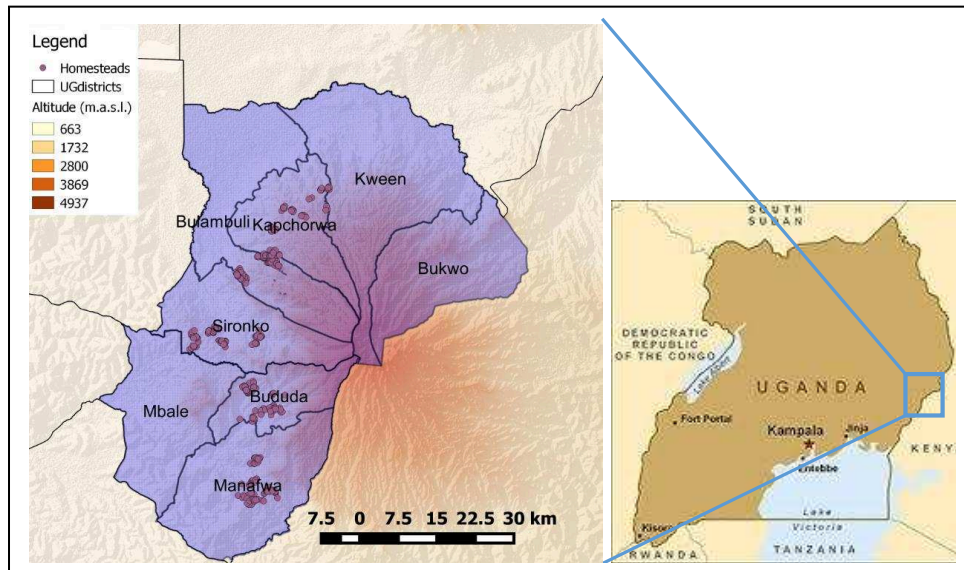 Legend
Homesteads
UGdistricts
Altitude (m.a.s.l.)
663
1732
2800
3869
4937
Kween
Bulambuli
Kapchorwa
Bukwo
Sironko
Bududa
Mbale
Manafwa
7.5 0 7.5 15 22.5 30 km
SOUTH
SUDAN
DEMOCRATIC
REPUBLIC
OF THE CONGO
Lake Albert
UGANDA
Fort Portal
Kampala
Jinja
Entebbe
KENY
Lake
Victoria
Kisoro
RWANDA
TANZANIA